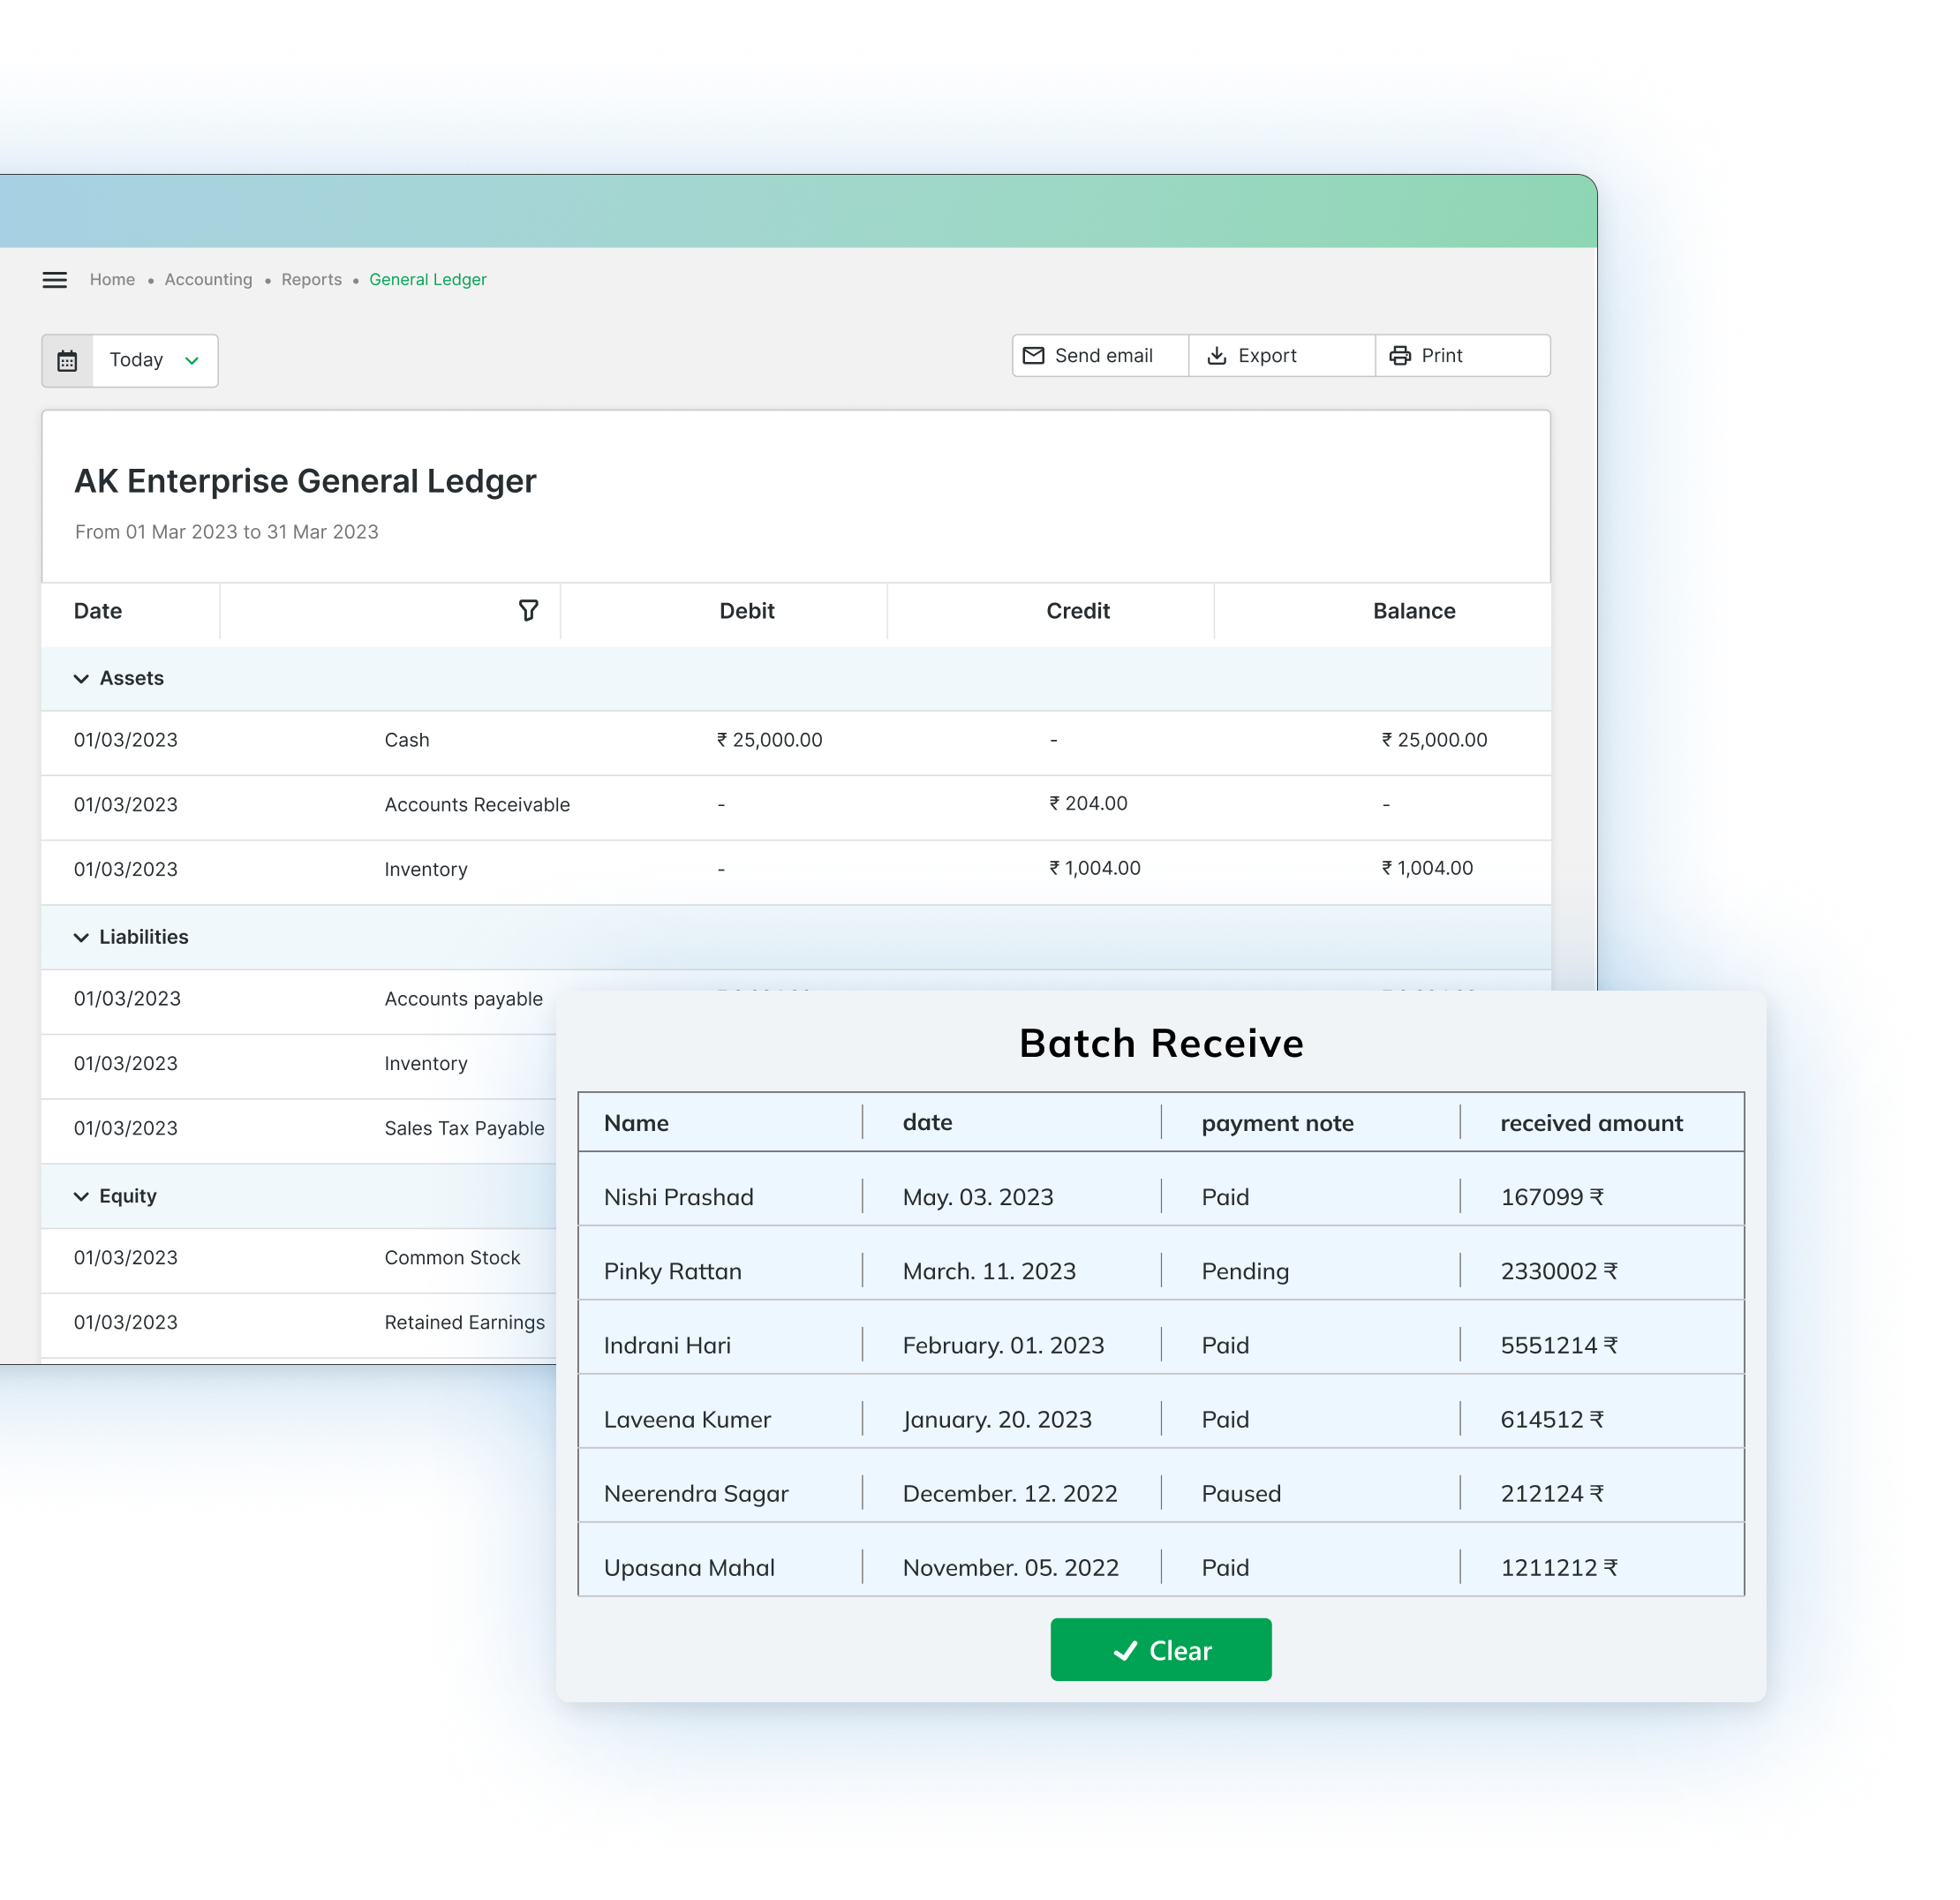 Home • Accounting • Reports • General Ledger
Today
Send email Export Print
AK Enterprise General Ledger
From 01 Mar 2023 to 31 Mar 2023
Date Debit Credit Balance
Assets
01/03/2023 Cash ₹ 25,000.00 - ₹ 25,000.00
01/03/2023 Accounts Receivable - ₹ 204.00 -
01/03/2023 Inventory - ₹ 1,004.00 ₹ 1,004.00
Liabilities
01/03/2023 Accounts payable
01/03/2023 Inventory
01/03/2023 Sales Tax Payable
Equity
01/03/2023 Common Stock
01/03/2023 Retained Earnings
Batch Receive
Name date payment note received amount
Nishi Prashad May. 03. 2023 Paid 167099 ₹
Pinky Rattan March. 11. 2023 Pending 2330002 ₹
Indrani Hari February. 01. 2023 Paid 5551214 ₹
Laveena Kumer January. 20. 2023 Paid 614512 ₹
Neerendra Sagar December. 12. 2022 Paused 212124 ₹
Upasana Mahal November. 05. 2022 Paid 1211212 ₹
Clear